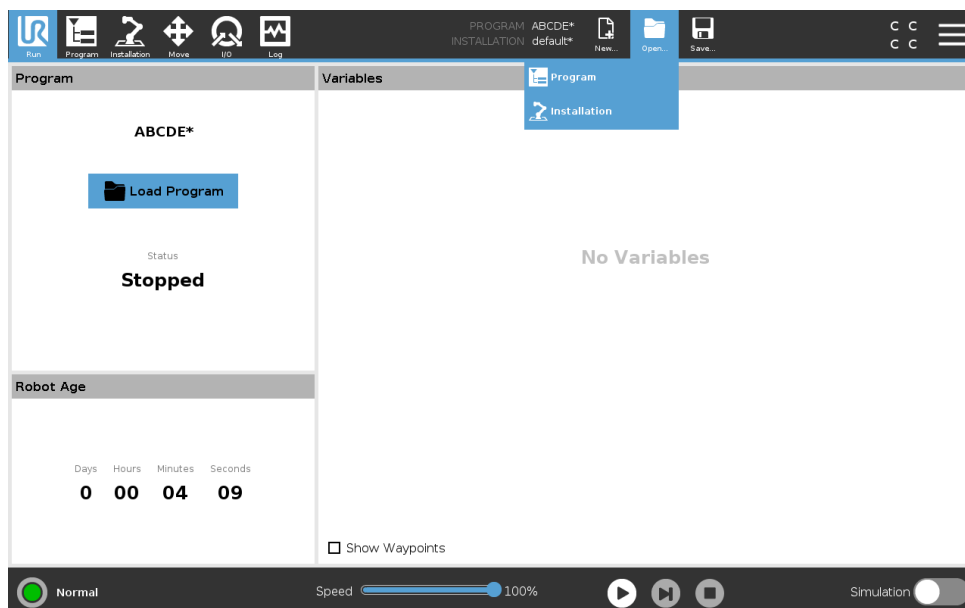 PROGRAM ABCDE*
INSTALLATION default*
Run Program Installation Move I/O Log New... Open... Save...
C C
C C
Program
Installation
Program
ABCDE*
Load Program
Status
Stopped
Variables
No Variables
Show Waypoints
Robot Age
Days Hours Minutes Seconds
0 00 04 09
Normal Speed 100% Simulation